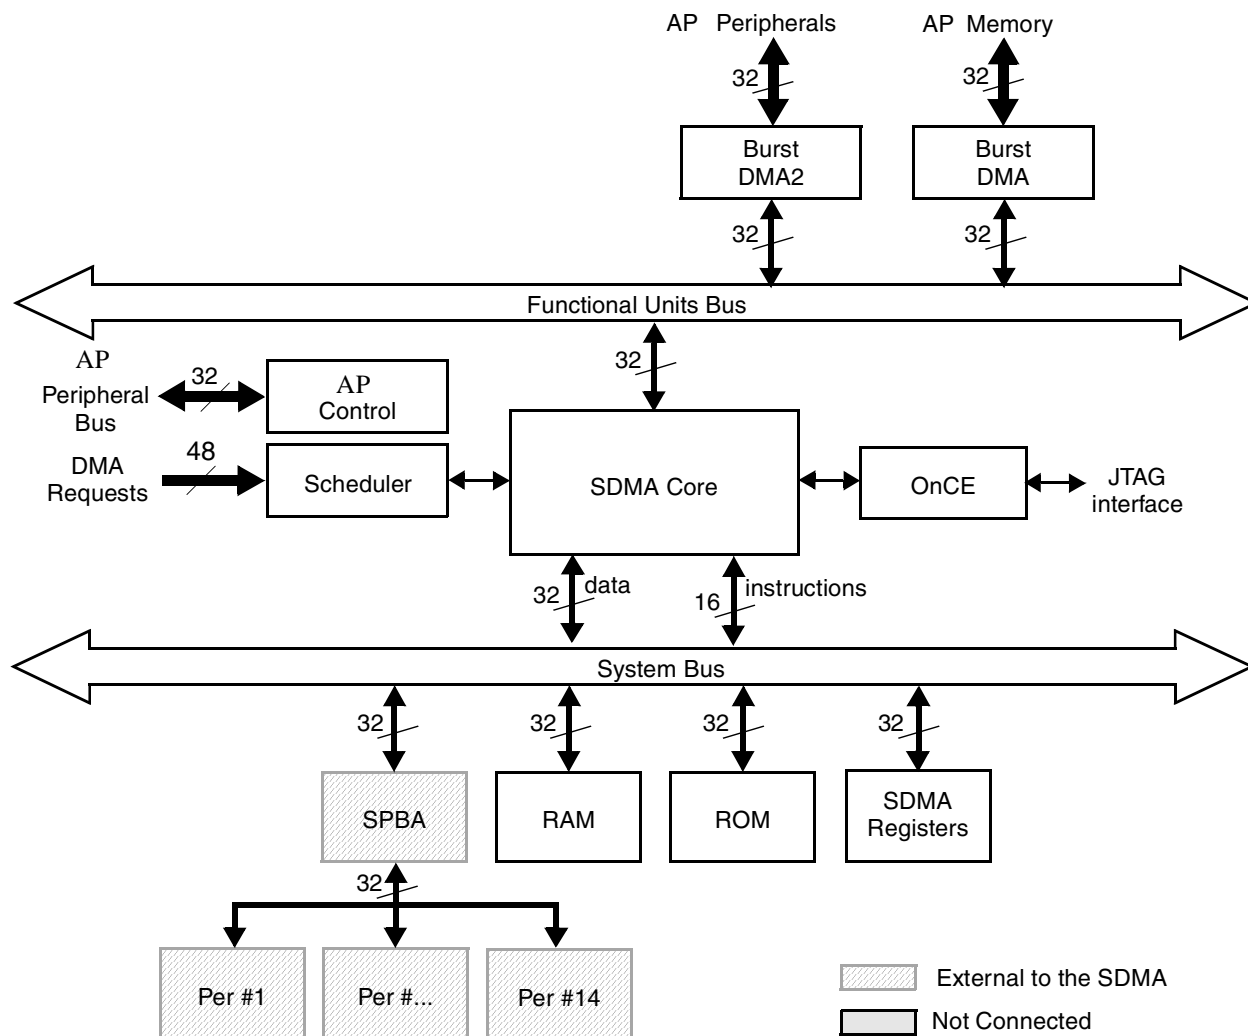 AP Peripherals
AP Memory
32
32
Burst
DMA2
Burst
DMA
32
32
Functional Units Bus
AP
Peripheral
Bus
32
AP
Control
32
DMA
Requests
48
Scheduler
SDMA Core
OnCE
JTAG
interface
32
data
16
instructions
System Bus
32
32
32
32
SPBA
RAM
ROM
SDMA
Registers
32
Per #1
Per #...
Per #14
External to the SDMA
Not Connected